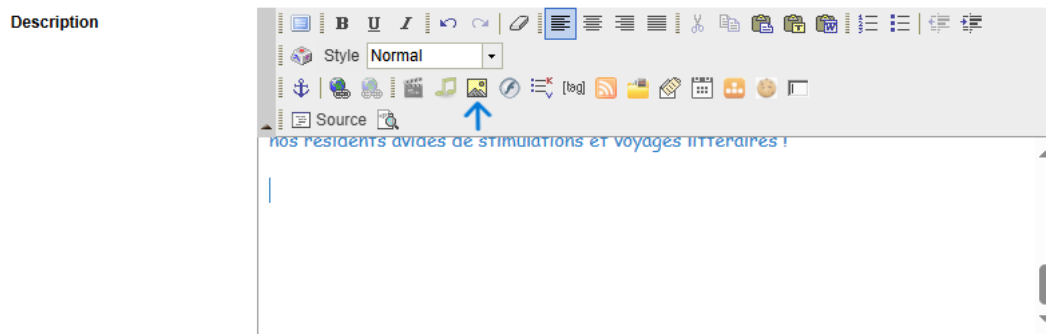 Description
B U I
Style Normal
[tag]
Source
nos résidents avides de stimulations et voyages littéraires !